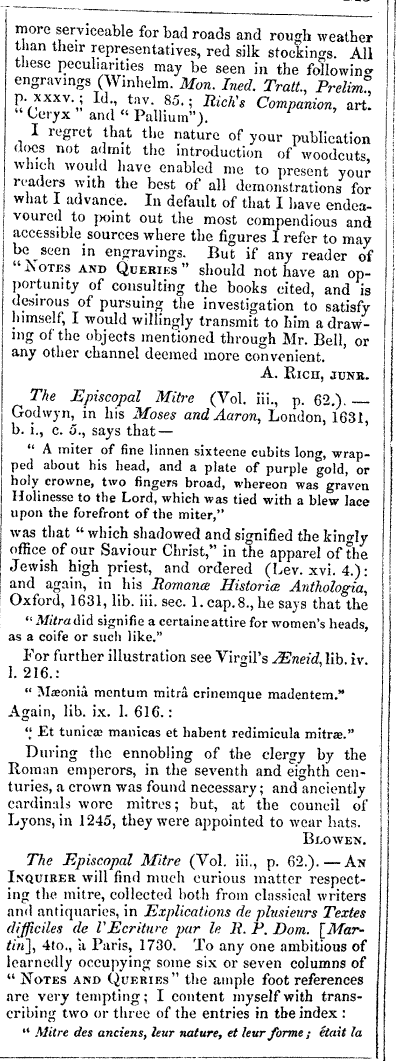 more serviceable for bad roads and rough weather
than their representatives, red silk stockings. All
these peculiarities may be seen in the following
engravings (Winhelm. Mon. Ined. Tratt., Prelim.,
p. xxxv.; Id., tav. 85.; Rich's Companion, art.
"Ceryx" and "Pallium").
I regret that the nature of your publication
does not admit the introduction of woodcuts,
which would have enabled me to present your
readers with the best of all demonstrations for
what I advance. In default of that I have endea-
voured to point out the most compendious and
accessible sources where the figures I refer to may
be seen in engravings. But if any reader of
"NOTES AND QUERIES" should not have an op-
portunity of consulting the books cited, and is
desirous of pursuing the investigation to satisfy
himself, I would willingly transmit to him a draw-
ing of the objects mentioned through Mr. Bell, or
any other channel deemed more convenient.
A. RICH, JUNR.
The Episcopal Mitre (Vol. iii., p. 62.). —
Godwyn, in his Moses and Aaron, London, 1631,
b. i., c. 5., says that —
" A miter of fine linnen sixteene cubits long, wrap-
ped about his head, and a plate of purple gold, or
holy crowne, two fingers broad, whereon was graven
Holinesse to the Lord, which was tied with a blew lace
upon the forefront of the miter,"
was that " which shadowed and signified the kingly
office of our Saviour Christ," in the apparel of the
Jewish high priest, and ordered (Lev. xvi. 4.):
and again, in his Romanæ Historiæ Anthologia,
Oxford, 1631, lib. iii. sec. 1. cap. 8., he says that the
" Mitra did signifie a certaine attire for women's heads,
as a coife or such like."
For further illustration see Virgil's Æneid, lib. iv.
l. 216.:
" Mæoniâ mentum mitrâ crinemque madentem."
Again, lib. ix. l. 616.:
" Et tunicæ manicas et habent redimicula mitræ."
During the ennobling of the clergy by the
Roman emperors, in the seventh and eighth cen-
turies, a crown was found necessary; and anciently
cardinals wore mitres; but, at the council of
Lyons, in 1245, they were appointed to wear hats.
BLOWEN.
The Episcopal Mitre (Vol. iii., p. 62.). — AN
INQUIRER will find much curious matter respect-
ing the mitre, collected both from classical writers
and antiquaries, in Explications de plusieurs Textes
difficiles de l'Ecriture par le R. P. Dom. [Mar-
tin], 4to., à Paris, 1730. To any one ambitious of
learnedly occupying some six or seven columns of
" NOTES AND QUERIES" the ample foot references
are very tempting; I content myself with trans-
cribing two or three of the entries in the index:
" Mitre des anciens, leur nature, et leur forme; était la